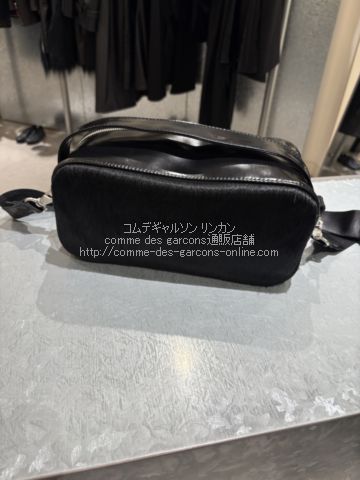 コムデギャルソン リンカン
comme des garcons通販店舗
http://comme-des-garcons-online.com